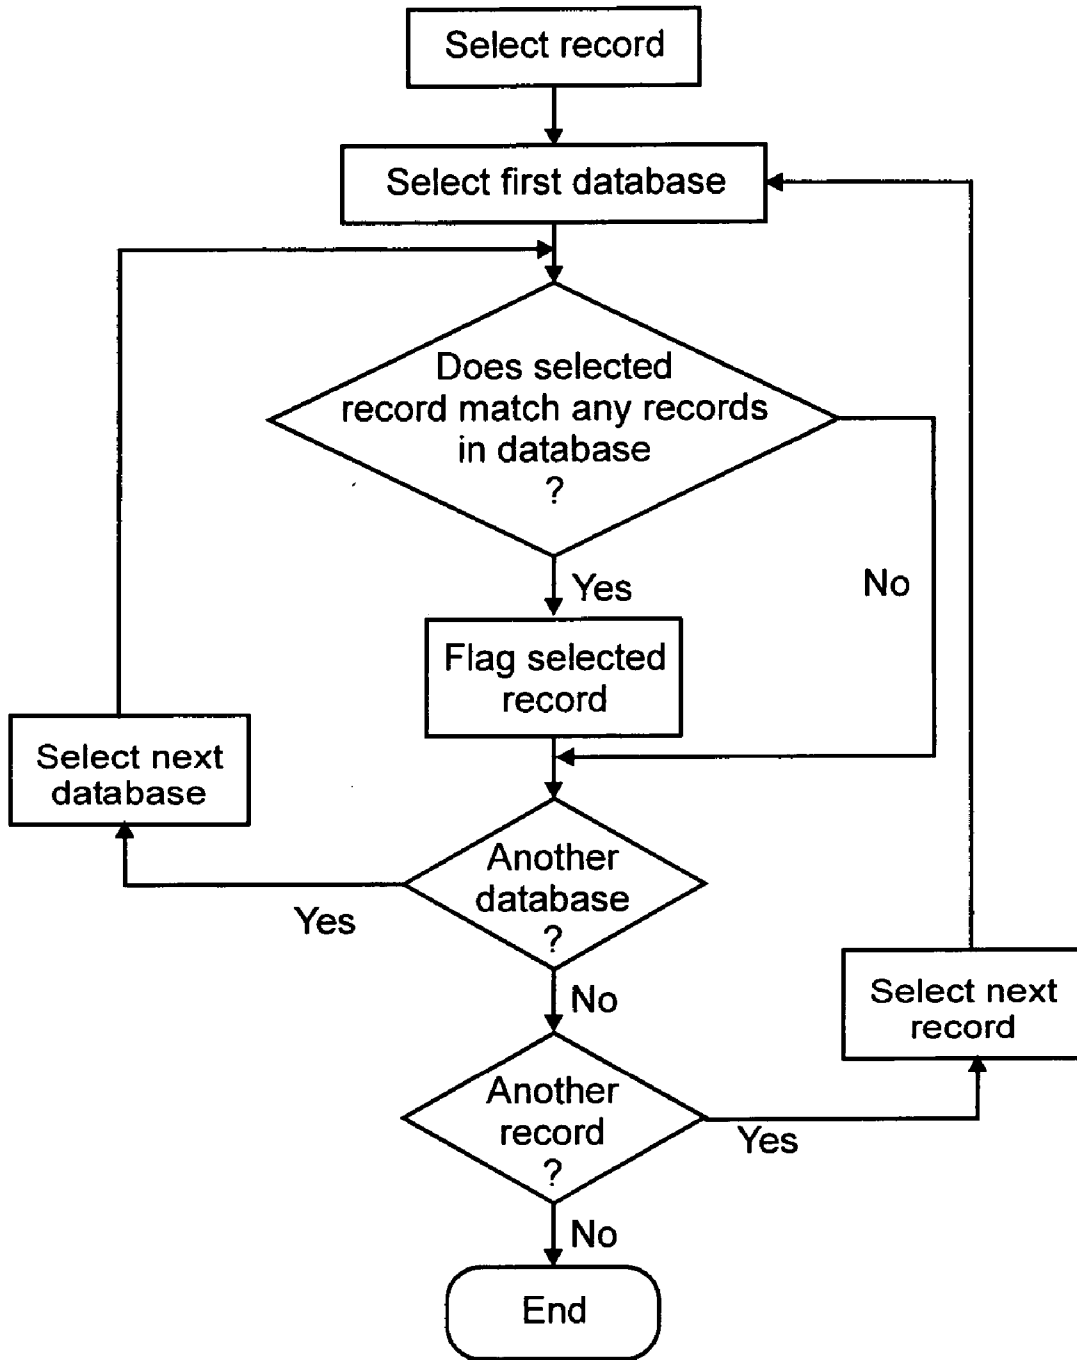 Select record
Select first database
Does selected
record match any records
in database
?
Yes
No
Flag selected
record
Select next
database
Another
database
?
Yes
No
Select next
record
Another
record
?
Yes
No
End